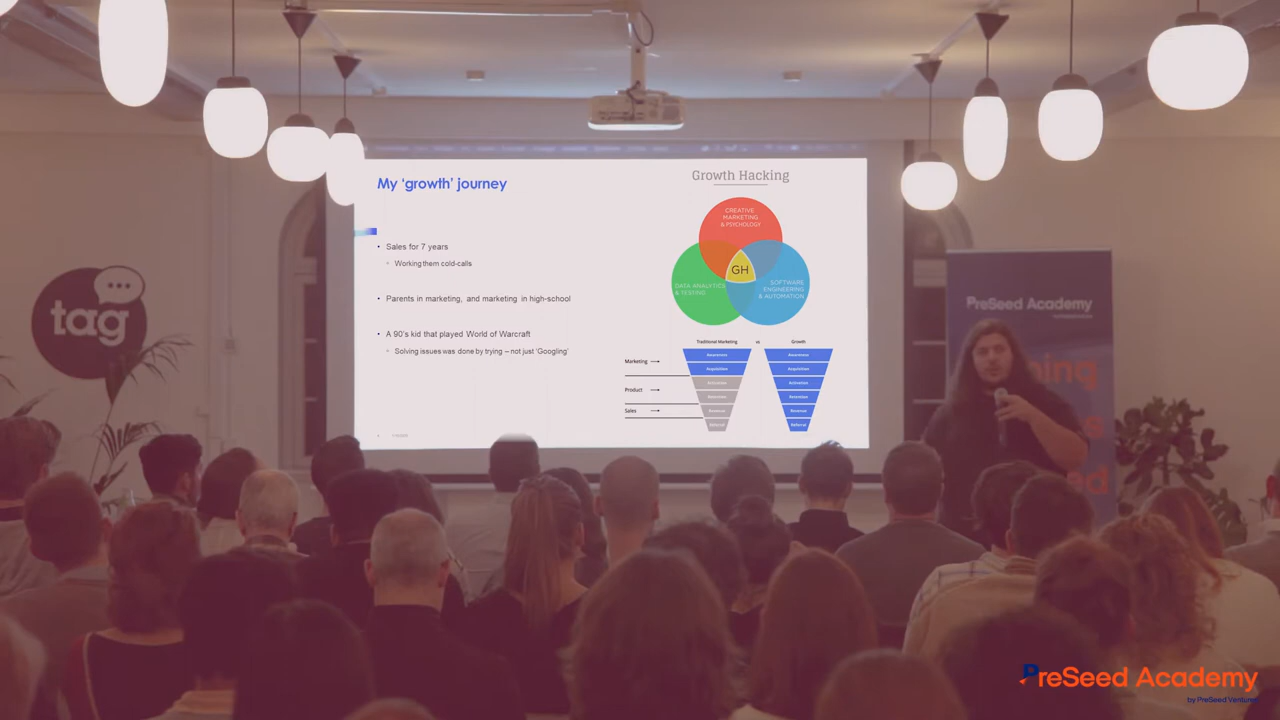 My ‘growth’ journey
• Sales for 7 years
Working them cold-calls
• Parents in marketing, and marketing in high-school
• A 90's kid that played World of Warcraft
Solving issues was done by trying – not just ‘Googling’
Growth Hacking
CREATIVE
MARKETING
& PSYCHOLOGY
GH
DATA ANALYTICS
& TESTING
SOFTWARE
ENGINEERING
& AUTOMATION
Traditional Marketing vs Growth
Marketing
Product
Sales
Awareness
Acquisition
Activation
Retention
Revenue
Referral
Awareness
Acquisition
Activation
Retention
Revenue
Referral
tag
PreSeed Academy
PreSeed Academy
by PreSeed Ventures